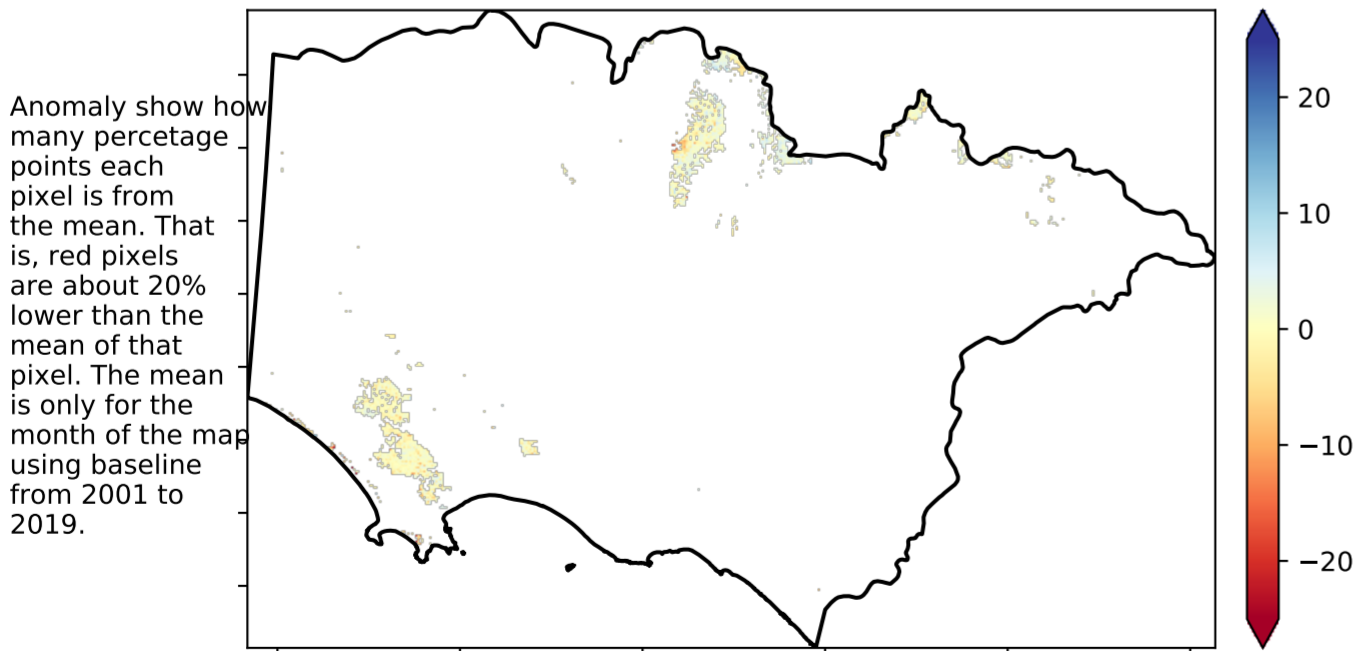 Anomaly show how
many percetage
points each
pixel is from
the mean. That
is, red pixels
are about 20%
lower than the
mean of that
pixel. The mean
is only for the
month of the map
using baseline
from 2001 to
2019.
20
10
0
−10
−20